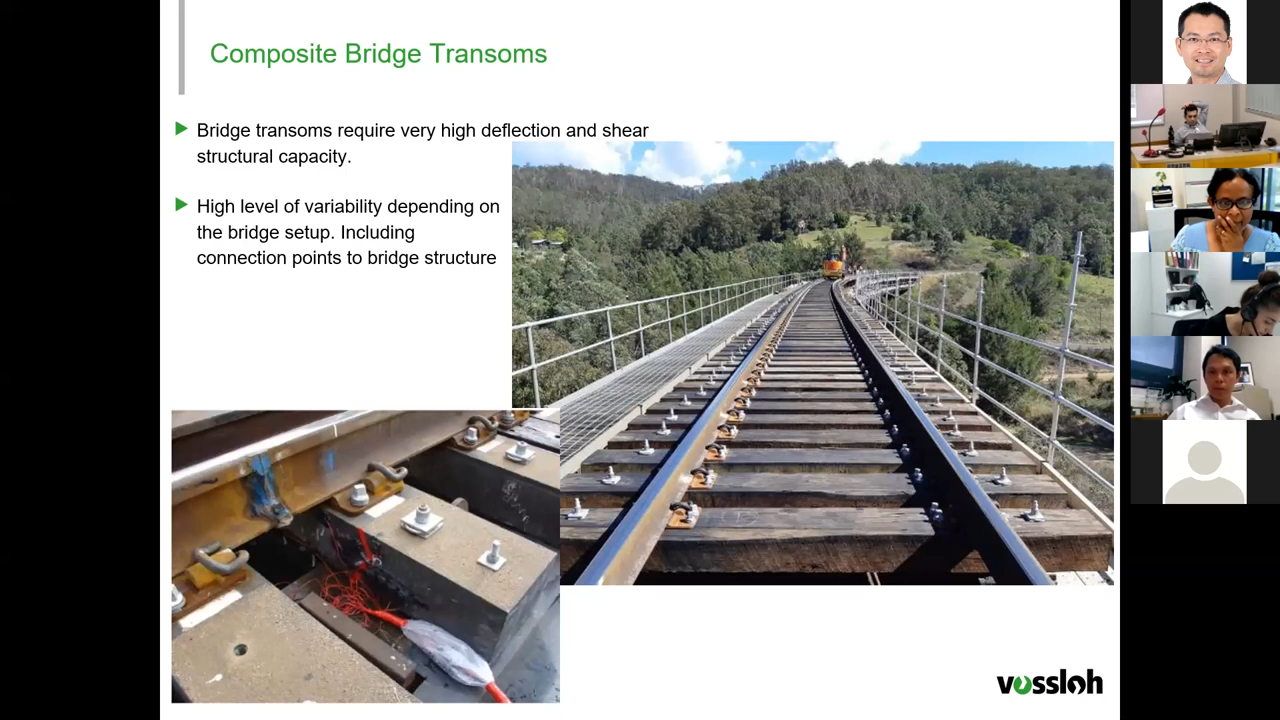 Composite Bridge Transoms
Bridge transoms require very high deflection and shear
structural capacity.
High level of variability depending on
the bridge setup. Including
connection points to bridge structure
vossloh